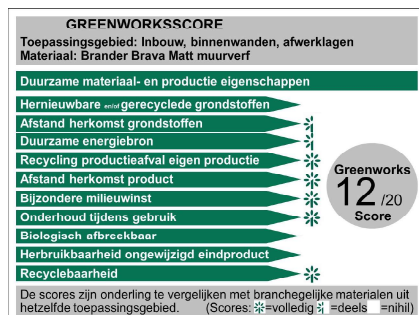 GREENWORKSSCORE
Toepassingsgebied: Inbouw, binnenwanden, afwerklagen
Materiaal: Brander Brava Matt muurverf
Duurzame materiaal- en productie eigenschappen
Hernieuwbare en/of gerecyclede grondstoffen
Afstand herkomst grondstoffen
Duurzame energiebron
Recycling productieafval eigen productie
Afstand herkomst product
Bijzondere milieuwinst
Onderhoud tijdens gebruik
Biologisch afbreekbaar
Herbruikbaarheid ongewijzigd eindproduct
Recyclebaarheid
Greenworks
12 /20
Score
De scores zijn onderling te vergelijken met branchegelijke materialen uit
hetzelfde toepassingsgebied. (Scores: =volledig =deels =nihil)